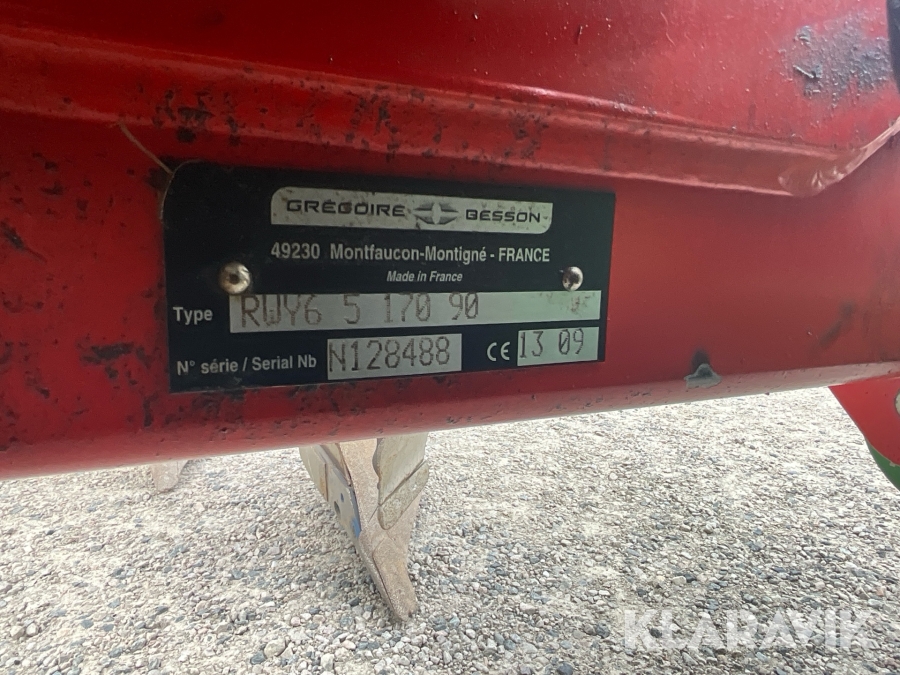 GRÉGOIRE BESSON
49230 Montfaucon-Montigné - FRANCE
Made in France
Type RWY6 5 170 90
N° série / Serial Nb N128488 CE 13 09
KLARAVIK